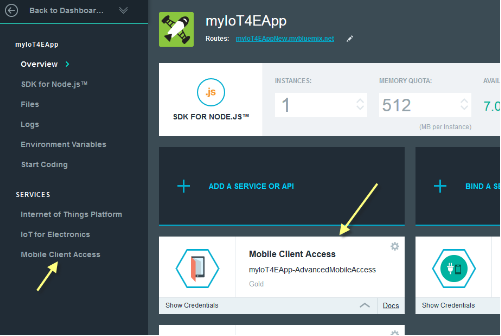 Back to Dashboar...
myIoT4EApp
Overview
SDK for Node.js™
Files
Logs
Environment Variables
Start Coding
SERVICES
Internet of Things Platform
IoT for Electronics
Mobile Client Access
myIoT4EApp
Routes: myIoT4EAppNew.mybluemix.net
JS
SDK FOR NODE.JS™
INSTANCES:
1
MEMORY QUOTA:
512
(MB per Instance)
AVAI
7.0
ADD A SERVICE OR API
BIND A SE
Mobile Client Access
myIoT4EApp-AdvancedMobileAccess
Gold
Show Credentials
Docs
Show Credentials